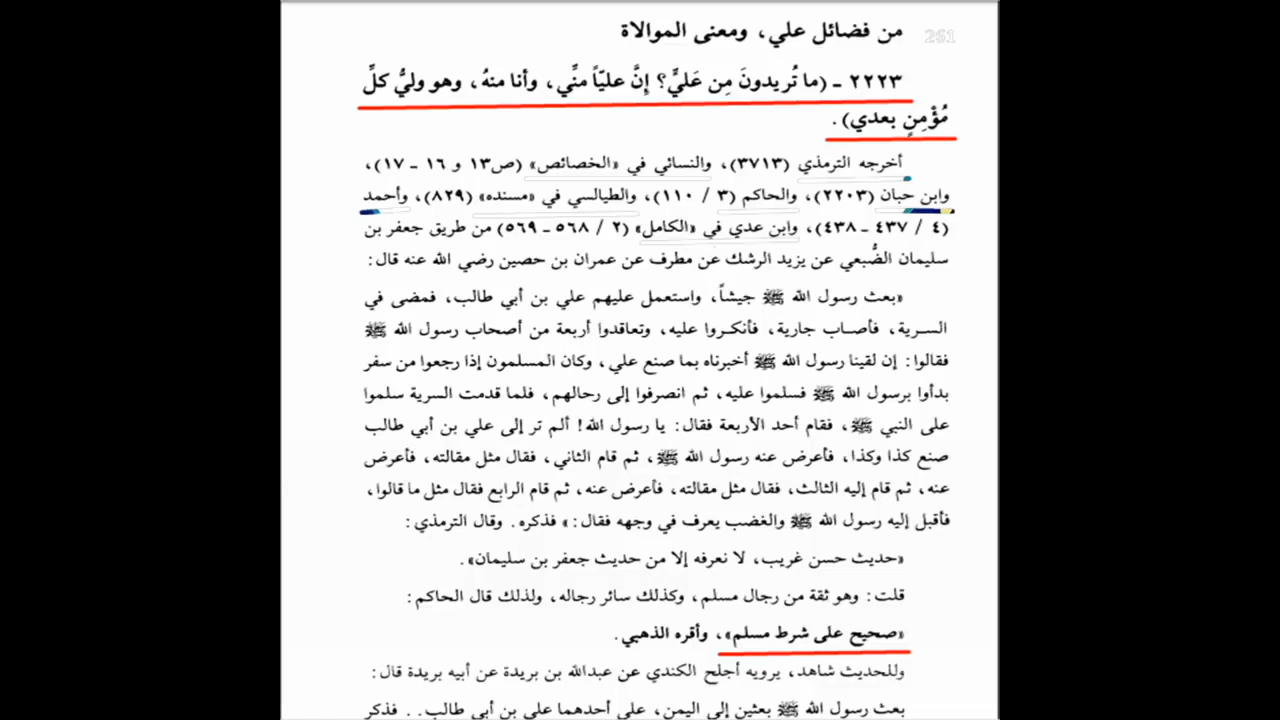 261
من فضائل علي، ومعنى الموالاة
٢٢٢٣ ـ (ما تُريدونَ مِن عَليٍّ؟ إِنَّ عليّاً منِّي، وأنا منهُ، وهو وليُّ كلِّ
مُؤْمِنٍ بعدي).
أخرجه الترمذي (٣٧١٣)، والنسائي في «الخصائص» (ص١٣ و ١٦ ـ ١٧)،
وابن حبان (٢٢٠٣)، والحاكم (٣ / ١١٠)، والطيالسي في «مسنده» (٨٢٩)، وأحمد
(٤ / ٤٣٧ ـ ٤٣٨)، وابن عدي في «الكامل» (٢ / ٥٦٨ ـ ٥٦٩) من طريق جعفر بن
سليمان الضُّبعي عن يزيد الرشك عن مطرف عن عمران بن حصين رضي الله عنه قال:
«بعث رسول الله ﷺ جيشاً، واستعمل عليهم علي بن أبي طالب، فمضى في
السرية، فأصاب جارية، فأنكروا عليه، وتعاقدوا أربعة من أصحاب رسول الله ﷺ
فقالوا: إن لقينا رسول الله ﷺ أخبرناه بما صنع علي، وكان المسلمون إذا رجعوا من سفر
بدأوا برسول الله ﷺ فسلموا عليه، ثم انصرفوا إلى رحالهم، فلما قدمت السرية سلموا
على النبي ﷺ، فقام أحد الأربعة فقال: يا رسول الله! ألم تر إلى علي بن أبي طالب
صنع كذا وكذا، فأعرض عنه رسول الله ﷺ، ثم قام الثاني، فقال مثل مقالته، فأعرض
عنه، ثم قام إليه الثالث، فقال مثل مقالته، فأعرض عنه، ثم قام الرابع فقال مثل ما قالوا،
فأقبل إليه رسول الله ﷺ والغضب يعرف في وجهه فقال:» فذكره. وقال الترمذي:
«حديث حسن غريب، لا نعرفه إلا من حديث جعفر بن سليمان».
قلت: وهو ثقة من رجال مسلم، وكذلك سائر رجاله، ولذلك قال الحاكم:
«صحيح على شرط مسلم»، وأقره الذهبي.
وللحديث شاهد، يرويه أجلح الكندي عن عبدالله بن بريدة عن أبيه بريدة قال:
بعث رسول الله ﷺ بعثين إلى اليمن، على أحدهما علي بن أبي طالب.. فذكر